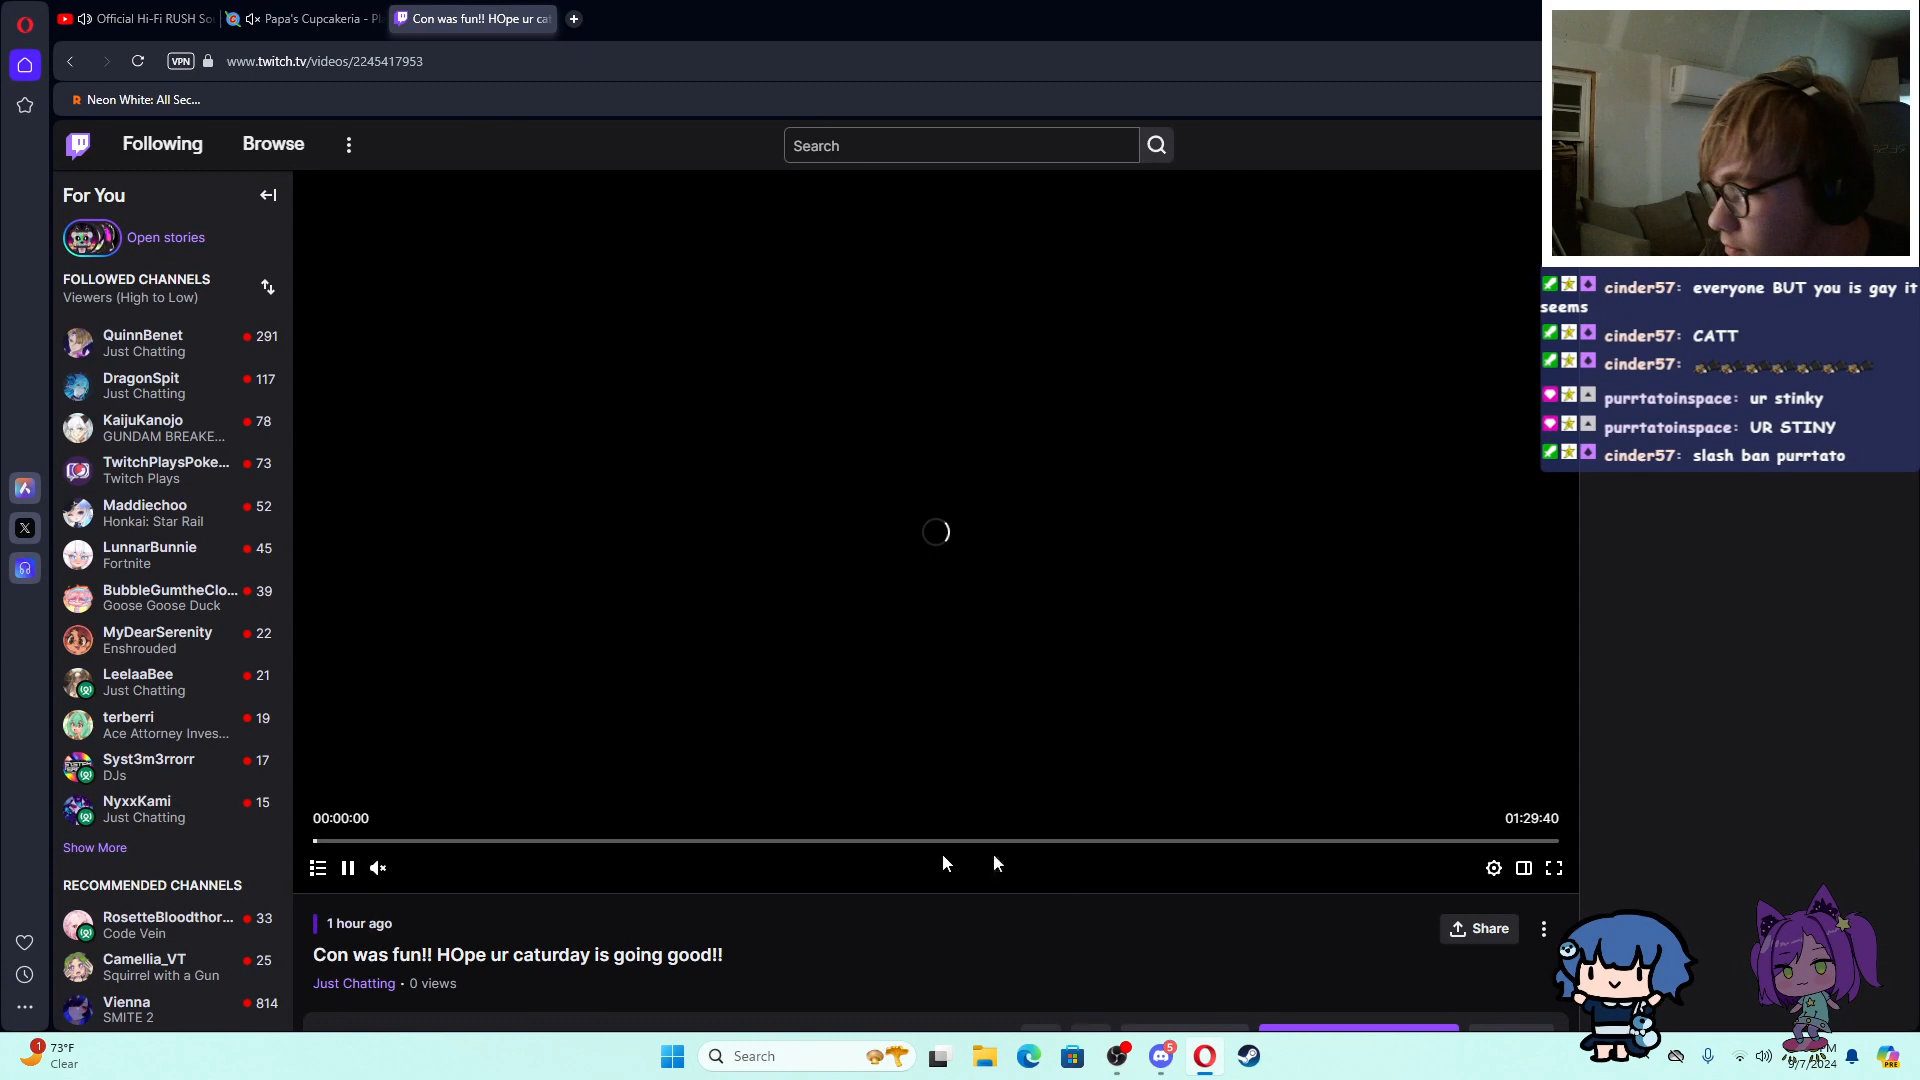 Official Hi-Fi RUSH So
Papa's Cupcakeria - Pl
Con was fun!! HOpe ur cat
VPN
www.twitch.tv/videos/2245417953
Neon White: All Sec...
Following
Browse
Search
For You
Open stories
FOLLOWED CHANNELS
Viewers (High to Low)
QuinnBenet 291
Just Chatting
DragonSpit 117
Just Chatting
KaijuKanojo 78
GUNDAM BREAKE...
TwitchPlaysPoke... 73
Twitch Plays
Maddiechoo 52
Honkai: Star Rail
LunnarBunnie 45
Fortnite
BubbleGumtheClo... 39
Goose Goose Duck
MyDearSerenity 22
Enshrouded
LeelaaBee 21
Just Chatting
terberri 19
Ace Attorney Inves...
Syst3m3rrorr 17
DJs
NyxxKami 15
Just Chatting
Show More
RECOMMENDED CHANNELS
RosetteBloodthor... 33
Code Vein
Camellia_VT 25
Squirrel with a Gun
Vienna 814
SMITE 2
00:00:00
01:29:40
1 hour ago
Con was fun!! HOpe ur caturday is going good!!
Just Chatting • 0 views
Share
cinder57: everyone BUT you is gay it
seems
cinder57: CATT
cinder57:
purrtatoinspace: ur stinky
purrtatoinspace: UR STINY
cinder57: slash ban purrtato
1
73°F
Clear
Search
5
PM
9/7/2024
PRE